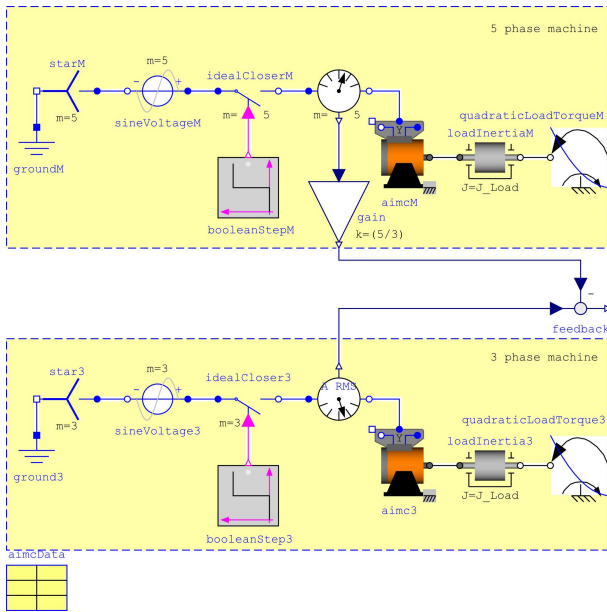 5 phase machine
starM
m=5
groundM
- +
m=5
sineVoltageM
idealCloserM
m= 5
booleanStepM
m= 5
gain
k=(5/3)
Y
aimcM
loadInertiaM
J=J_Load
quadraticLoadTorqueM
-
feedback
3 phase machine
star3
m=3
ground3
m=3
- +
sineVoltage3
idealCloser3
m=3
booleanStep3
A RMS
Y
aimc3
loadInertia3
J=J_Load
quadraticLoadTorque3
aimcData